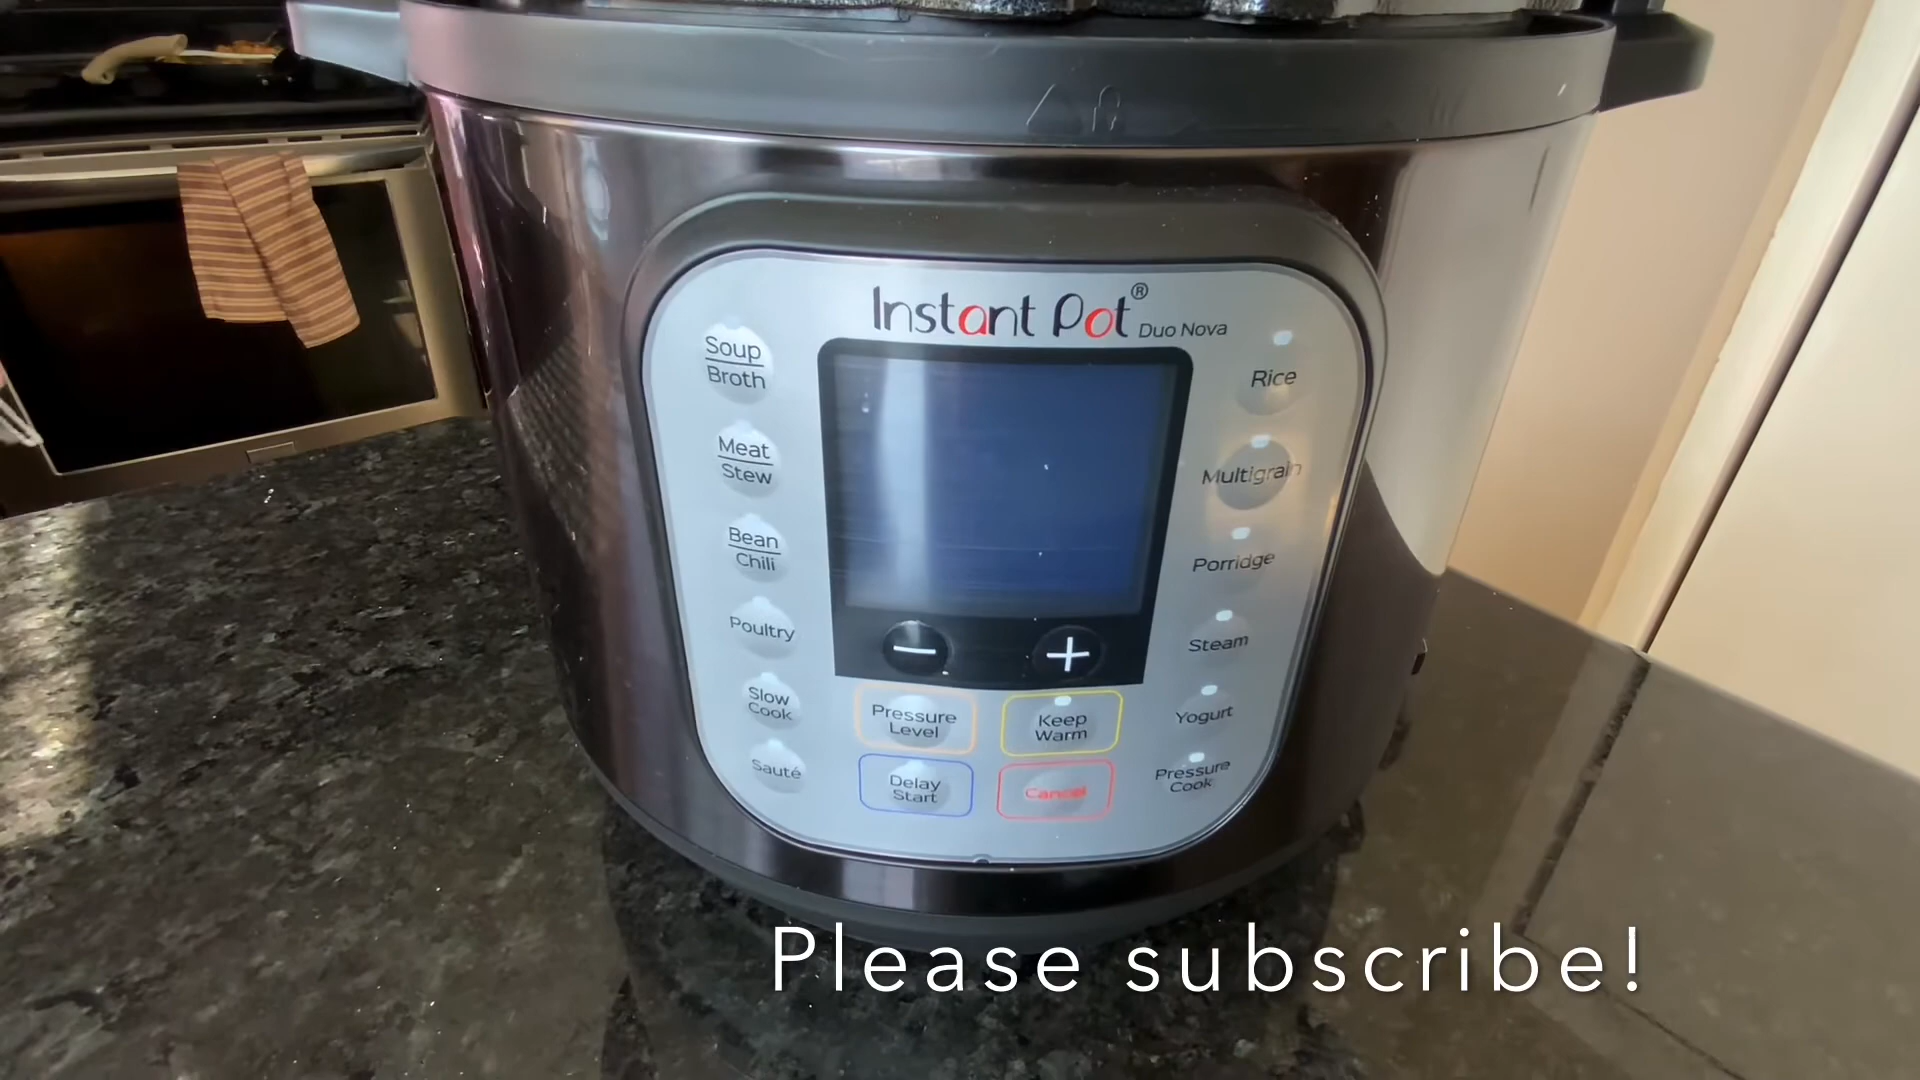 Instant Pot® Duo Nova
Soup
Broth
Meat
Stew
Bean
Chili
Poultry
Slow
Cook
Sauté
Rice
Multigrain
Porridge
Steam
Yogurt
Pressure
Cook
Pressure
Level
Keep
Warm
Delay
Start
Cancel
Please subscribe!